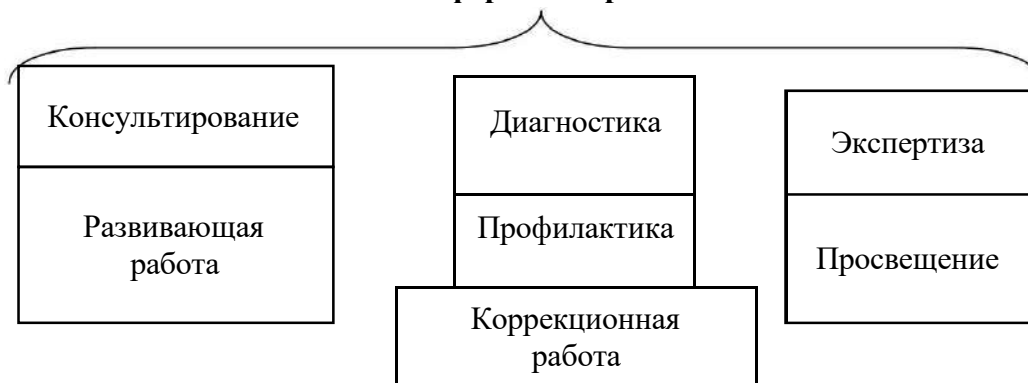 Консультирование
Развивающая
работа
Диагностика
Профилактика
Коррекционная
работа
Экспертиза
Просвещение